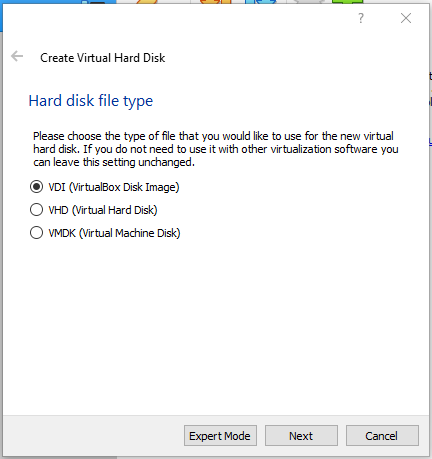 ?
Create Virtual Hard Disk
Hard disk file type
Please choose the type of file that you would like to use for the new virtual
hard disk. If you do not need to use it with other virtualization software you
can leave this setting unchanged.
VDI (VirtualBox Disk Image)
VHD (Virtual Hard Disk)
VMDK (Virtual Machine Disk)
Expert Mode Next Cancel